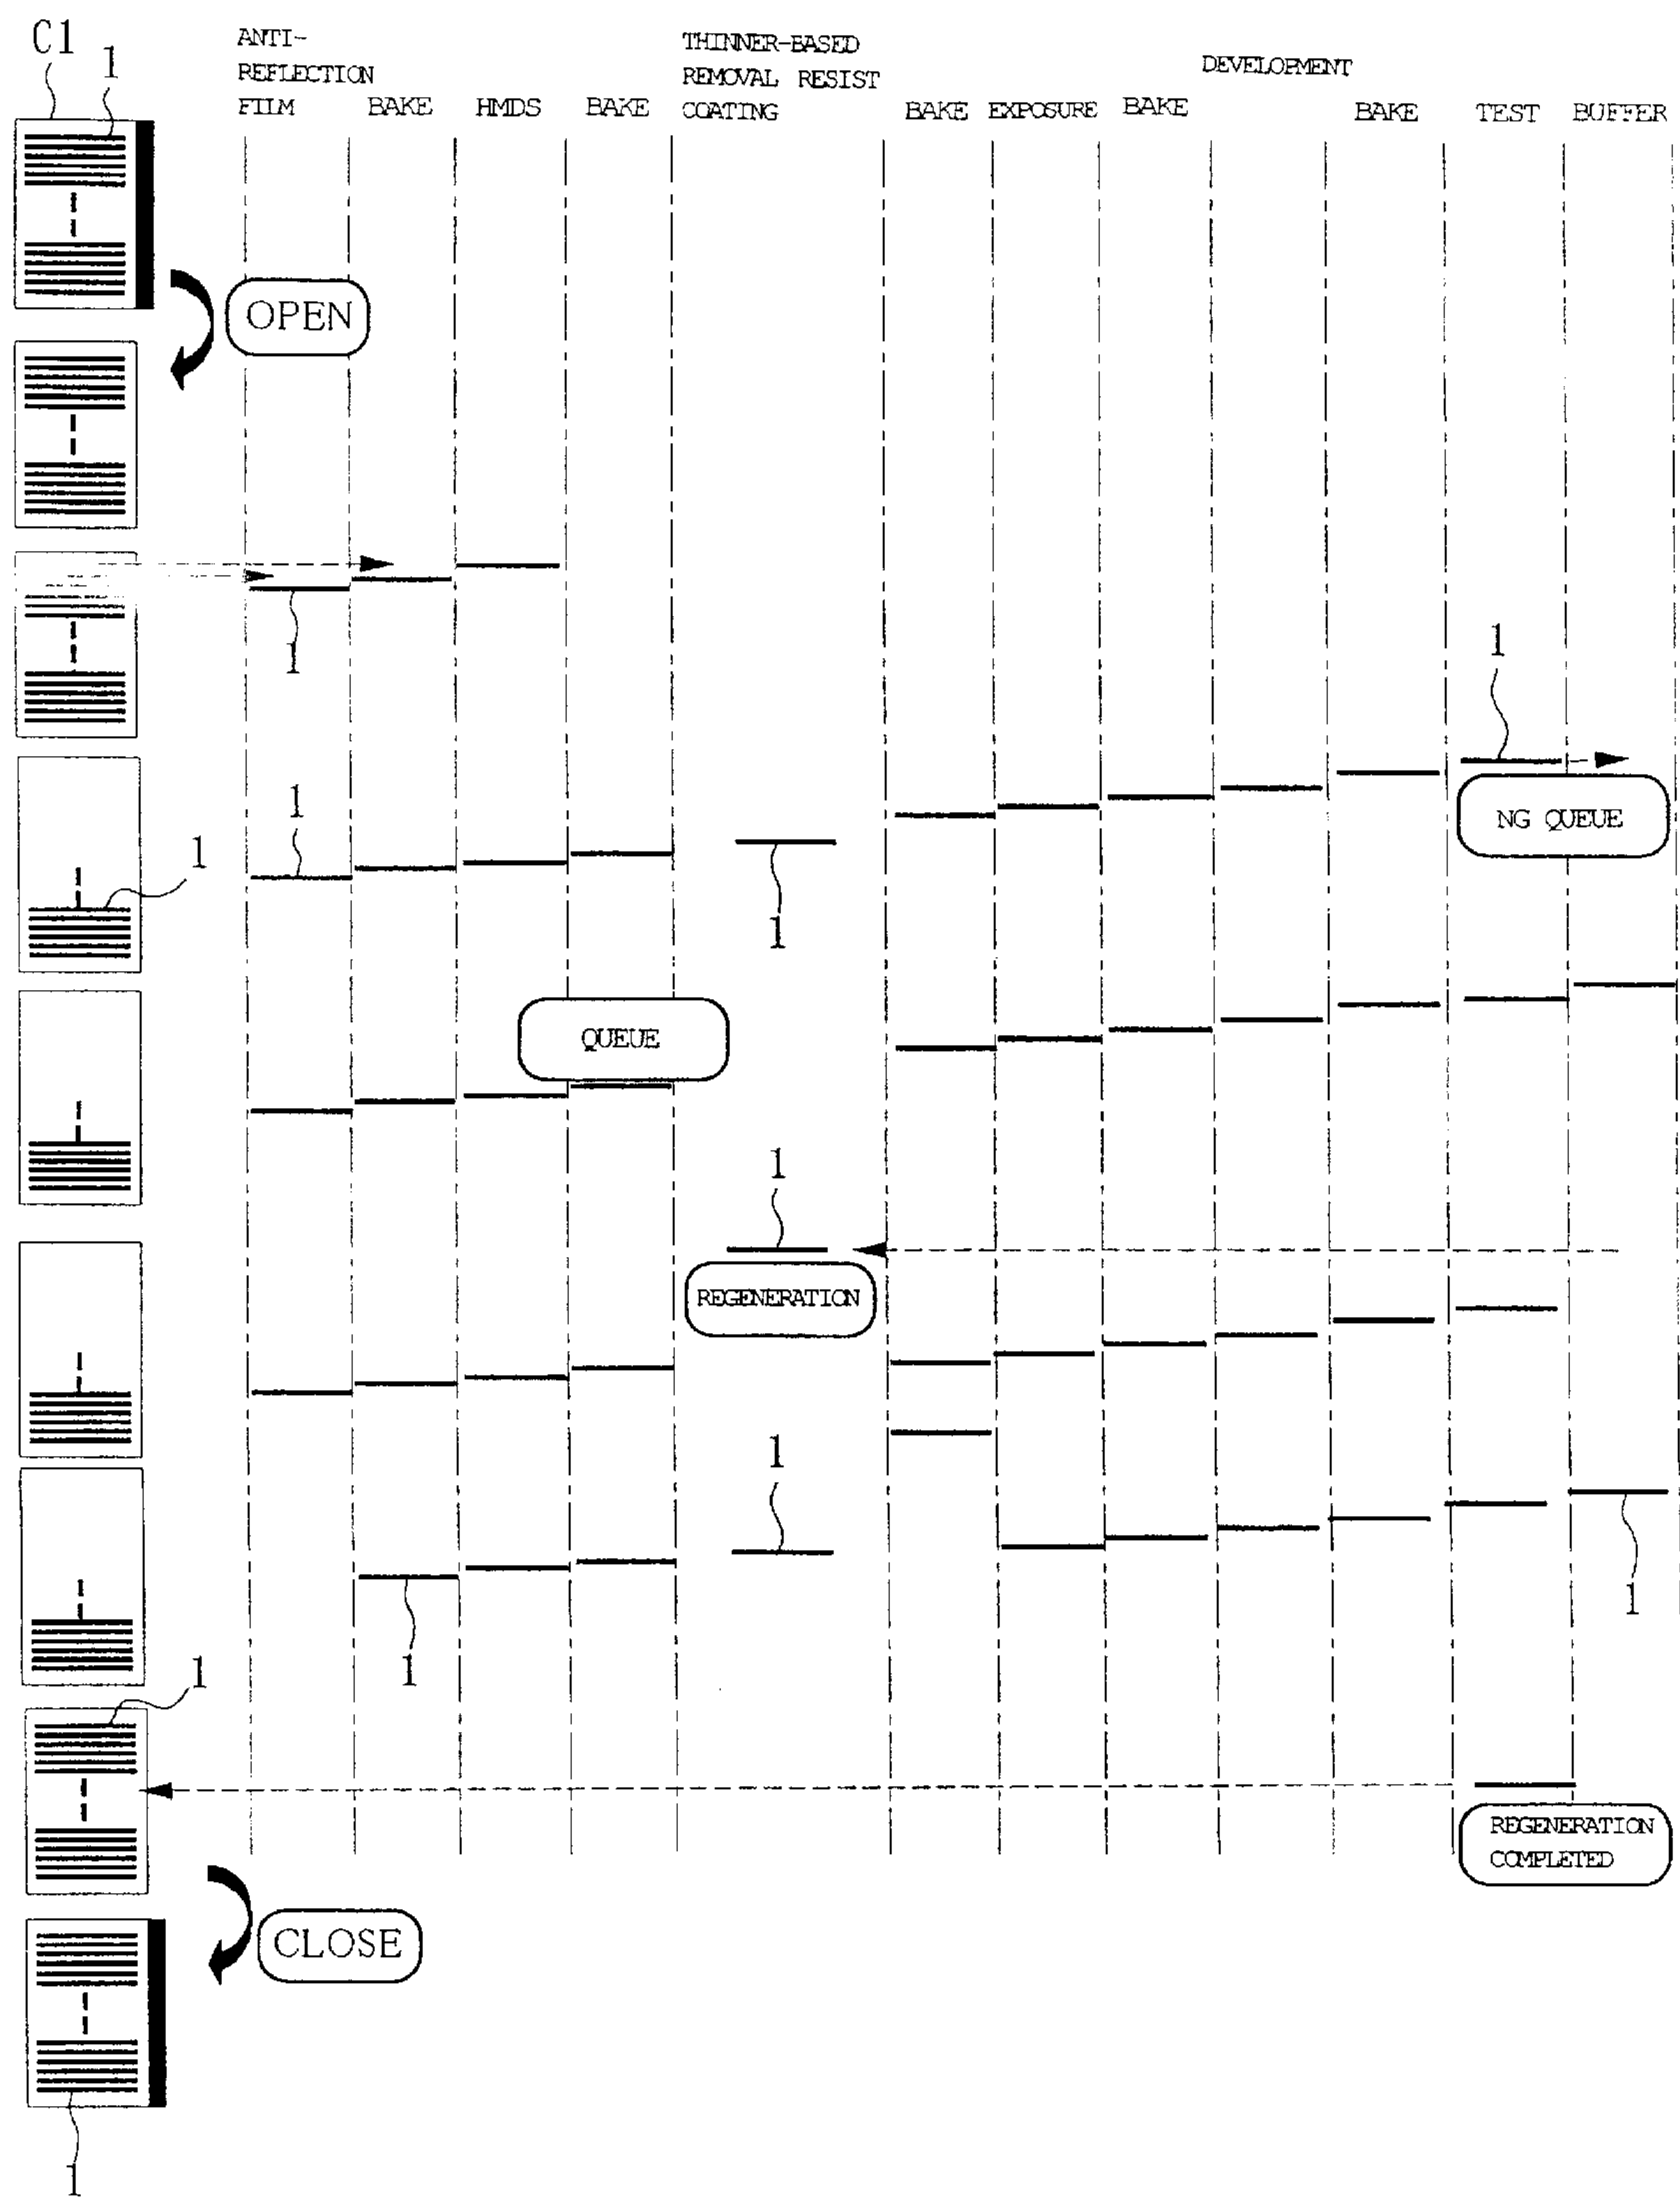 C1
1
ANTI-
REFLECTION
FILM
BAKE
HMDS
BAKE
THINNER-BASED
REMOVAL RESIST
COATING
BAKE
EXPOSURE
BAKE
DEVELOPMENT
BAKE
TEST
BUFFER
OPEN
1
1
NG QUEUE
1
1
1
QUEUE
1
REGENERATION
1
1
1
1
REGENERATION
COMPLETED
CLOSE
1